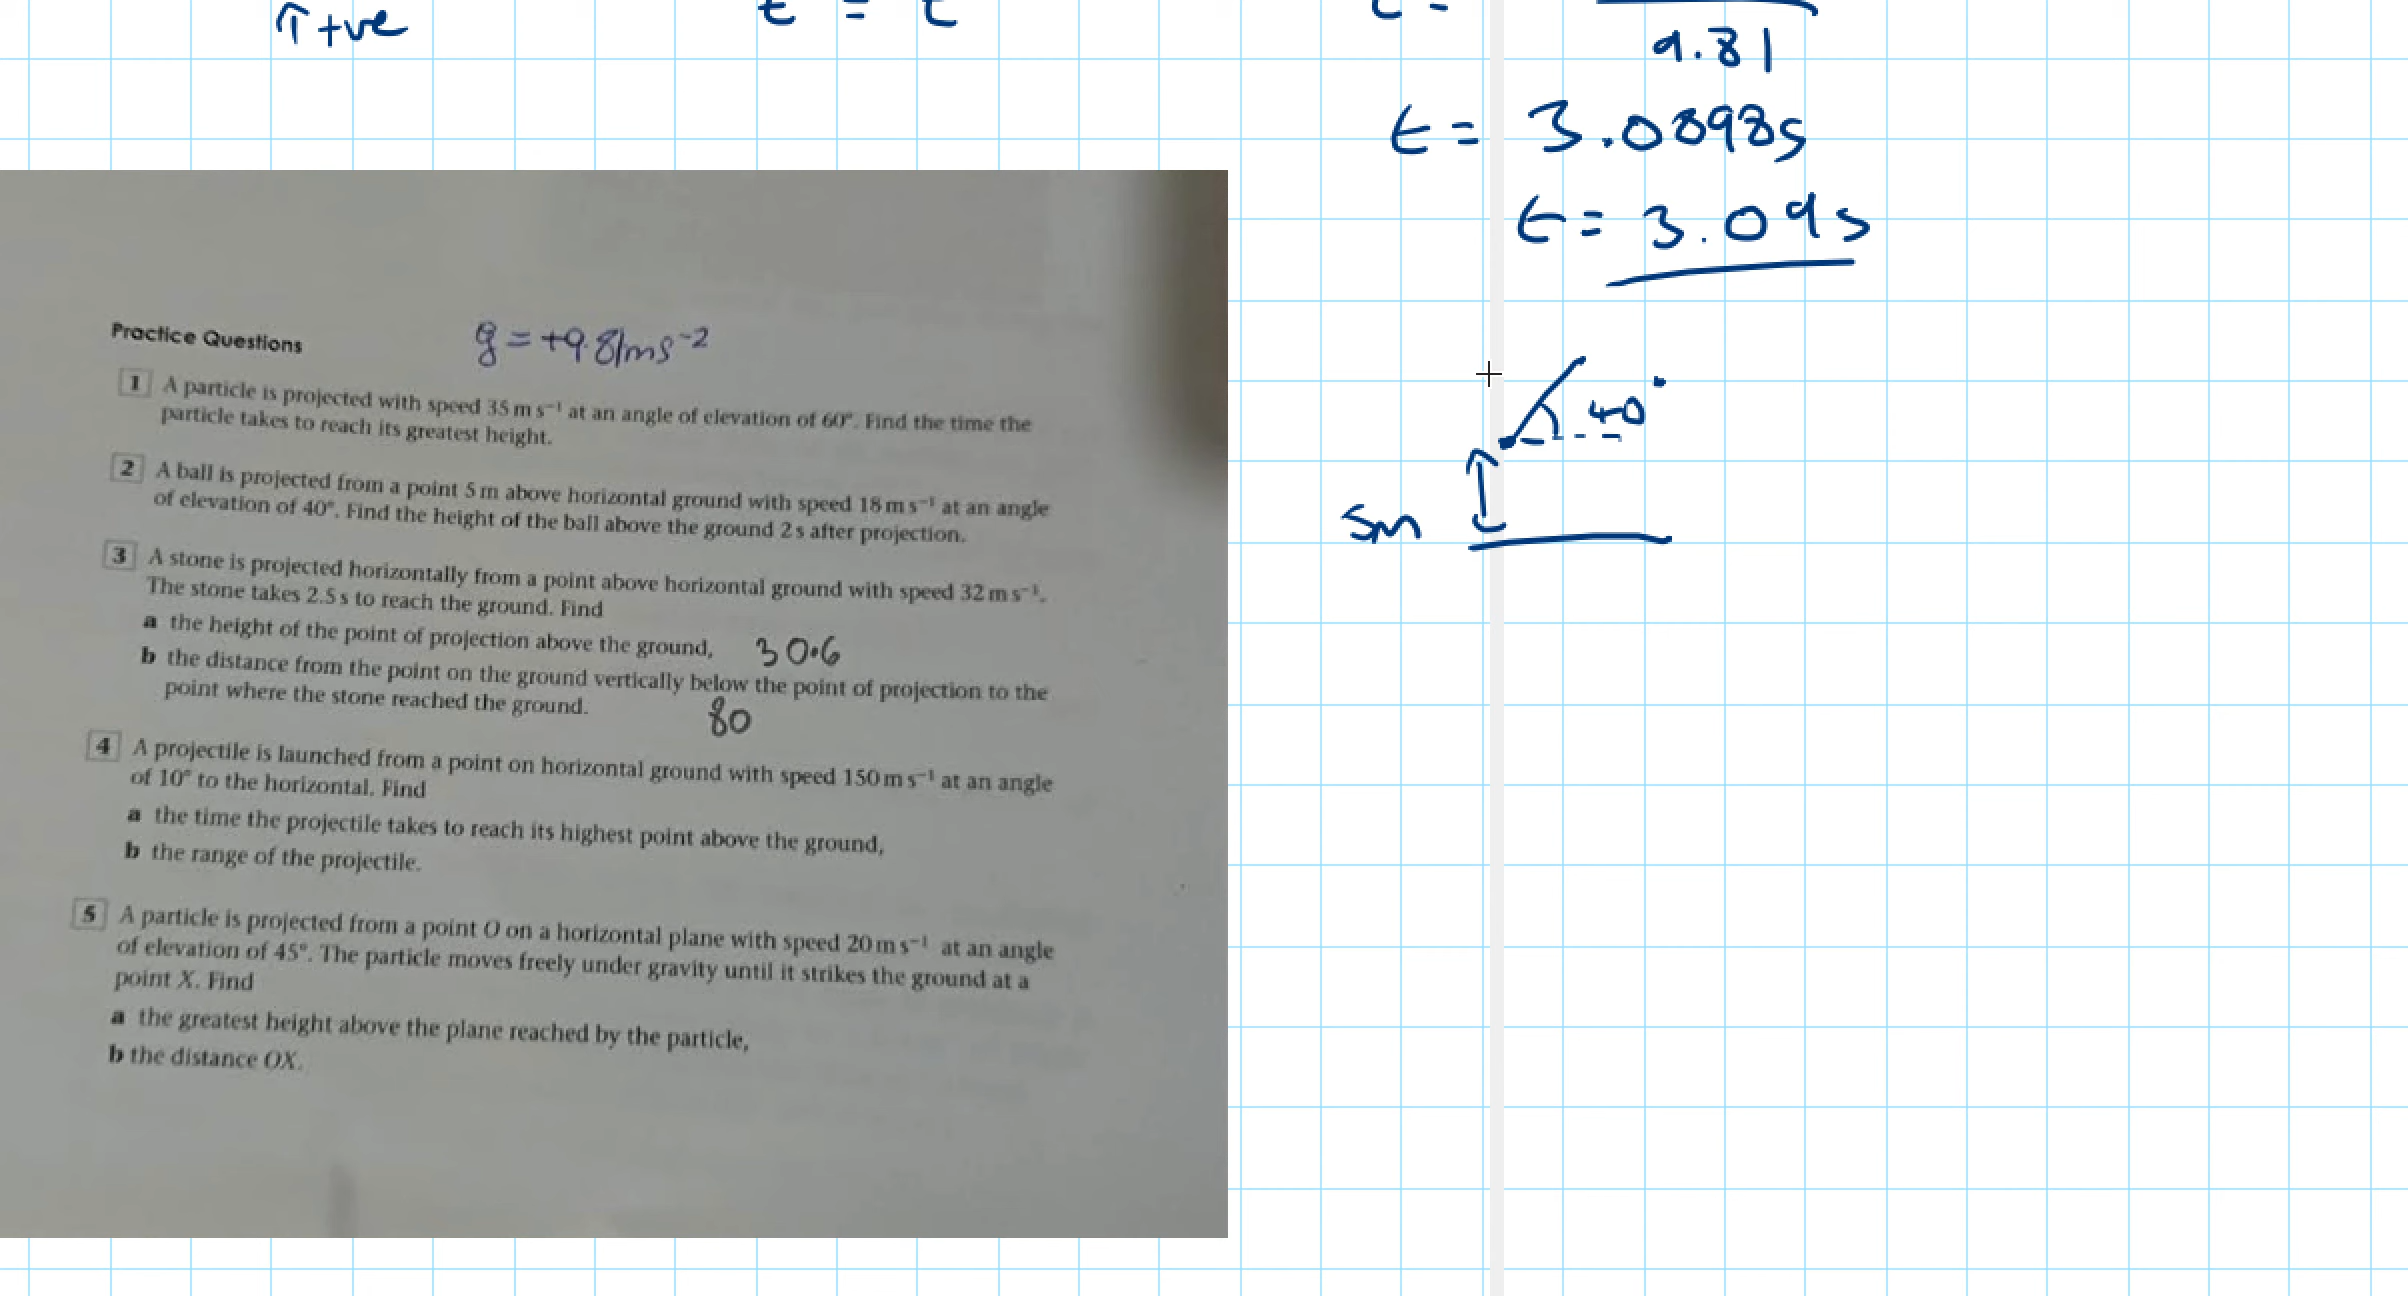 ↑+ve
t = t
t =
9.81
t = 3.0898s
t = 3.09s
Practice Questions
g = +9.81ms⁻²
1 A particle is projected with speed 35 m s⁻¹ at an angle of elevation of 60°. Find the time the
particle takes to reach its greatest height.
2 A ball is projected from a point 5 m above horizontal ground with speed 18 m s⁻¹ at an angle
of elevation of 40°. Find the height of the ball above the ground 2 s after projection.
3 A stone is projected horizontally from a point above horizontal ground with speed 32 m s⁻¹.
The stone takes 2.5 s to reach the ground. Find
a the height of the point of projection above the ground, 30.6
b the distance from the point on the ground vertically below the point of projection to the
point where the stone reached the ground. 80
4 A projectile is launched from a point on horizontal ground with speed 150 m s⁻¹ at an angle
of 10° to the horizontal. Find
a the time the projectile takes to reach its highest point above the ground,
b the range of the projectile.
5 A particle is projected from a point O on a horizontal plane with speed 20 m s⁻¹ at an angle
of elevation of 45°. The particle moves freely under gravity until it strikes the ground at a
point X. Find
a the greatest height above the plane reached by the particle,
b the distance OX.
40°
5m